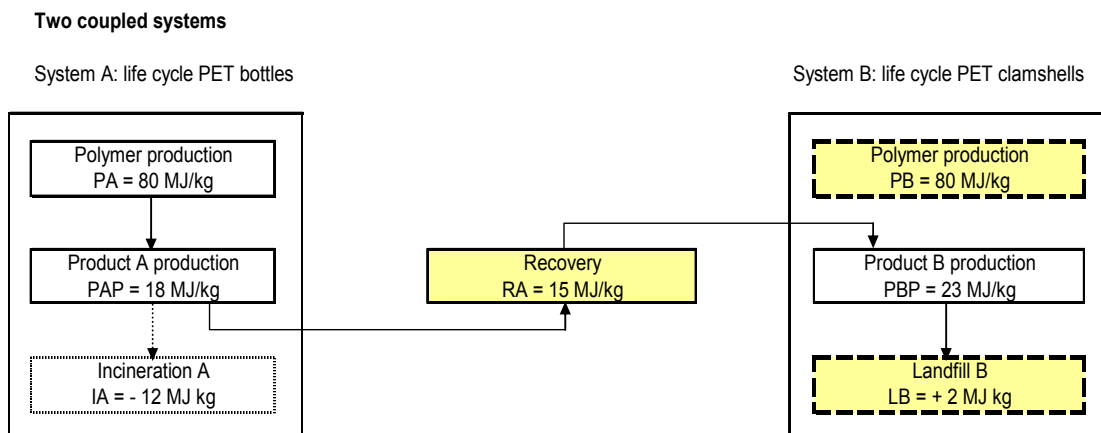 Two coupled systems
System A: life cycle PET bottles
System B: life cycle PET clamshells
Polymer production
PA = 80 MJ/kg
Polymer production
PB = 80 MJ/kg
Product A production
PAP = 18 MJ/kg
Recovery
RA = 15 MJ/kg
Product B production
PBP = 23 MJ/kg
Incineration A
IA = - 12 MJ kg
Landfill B
LB = + 2 MJ kg